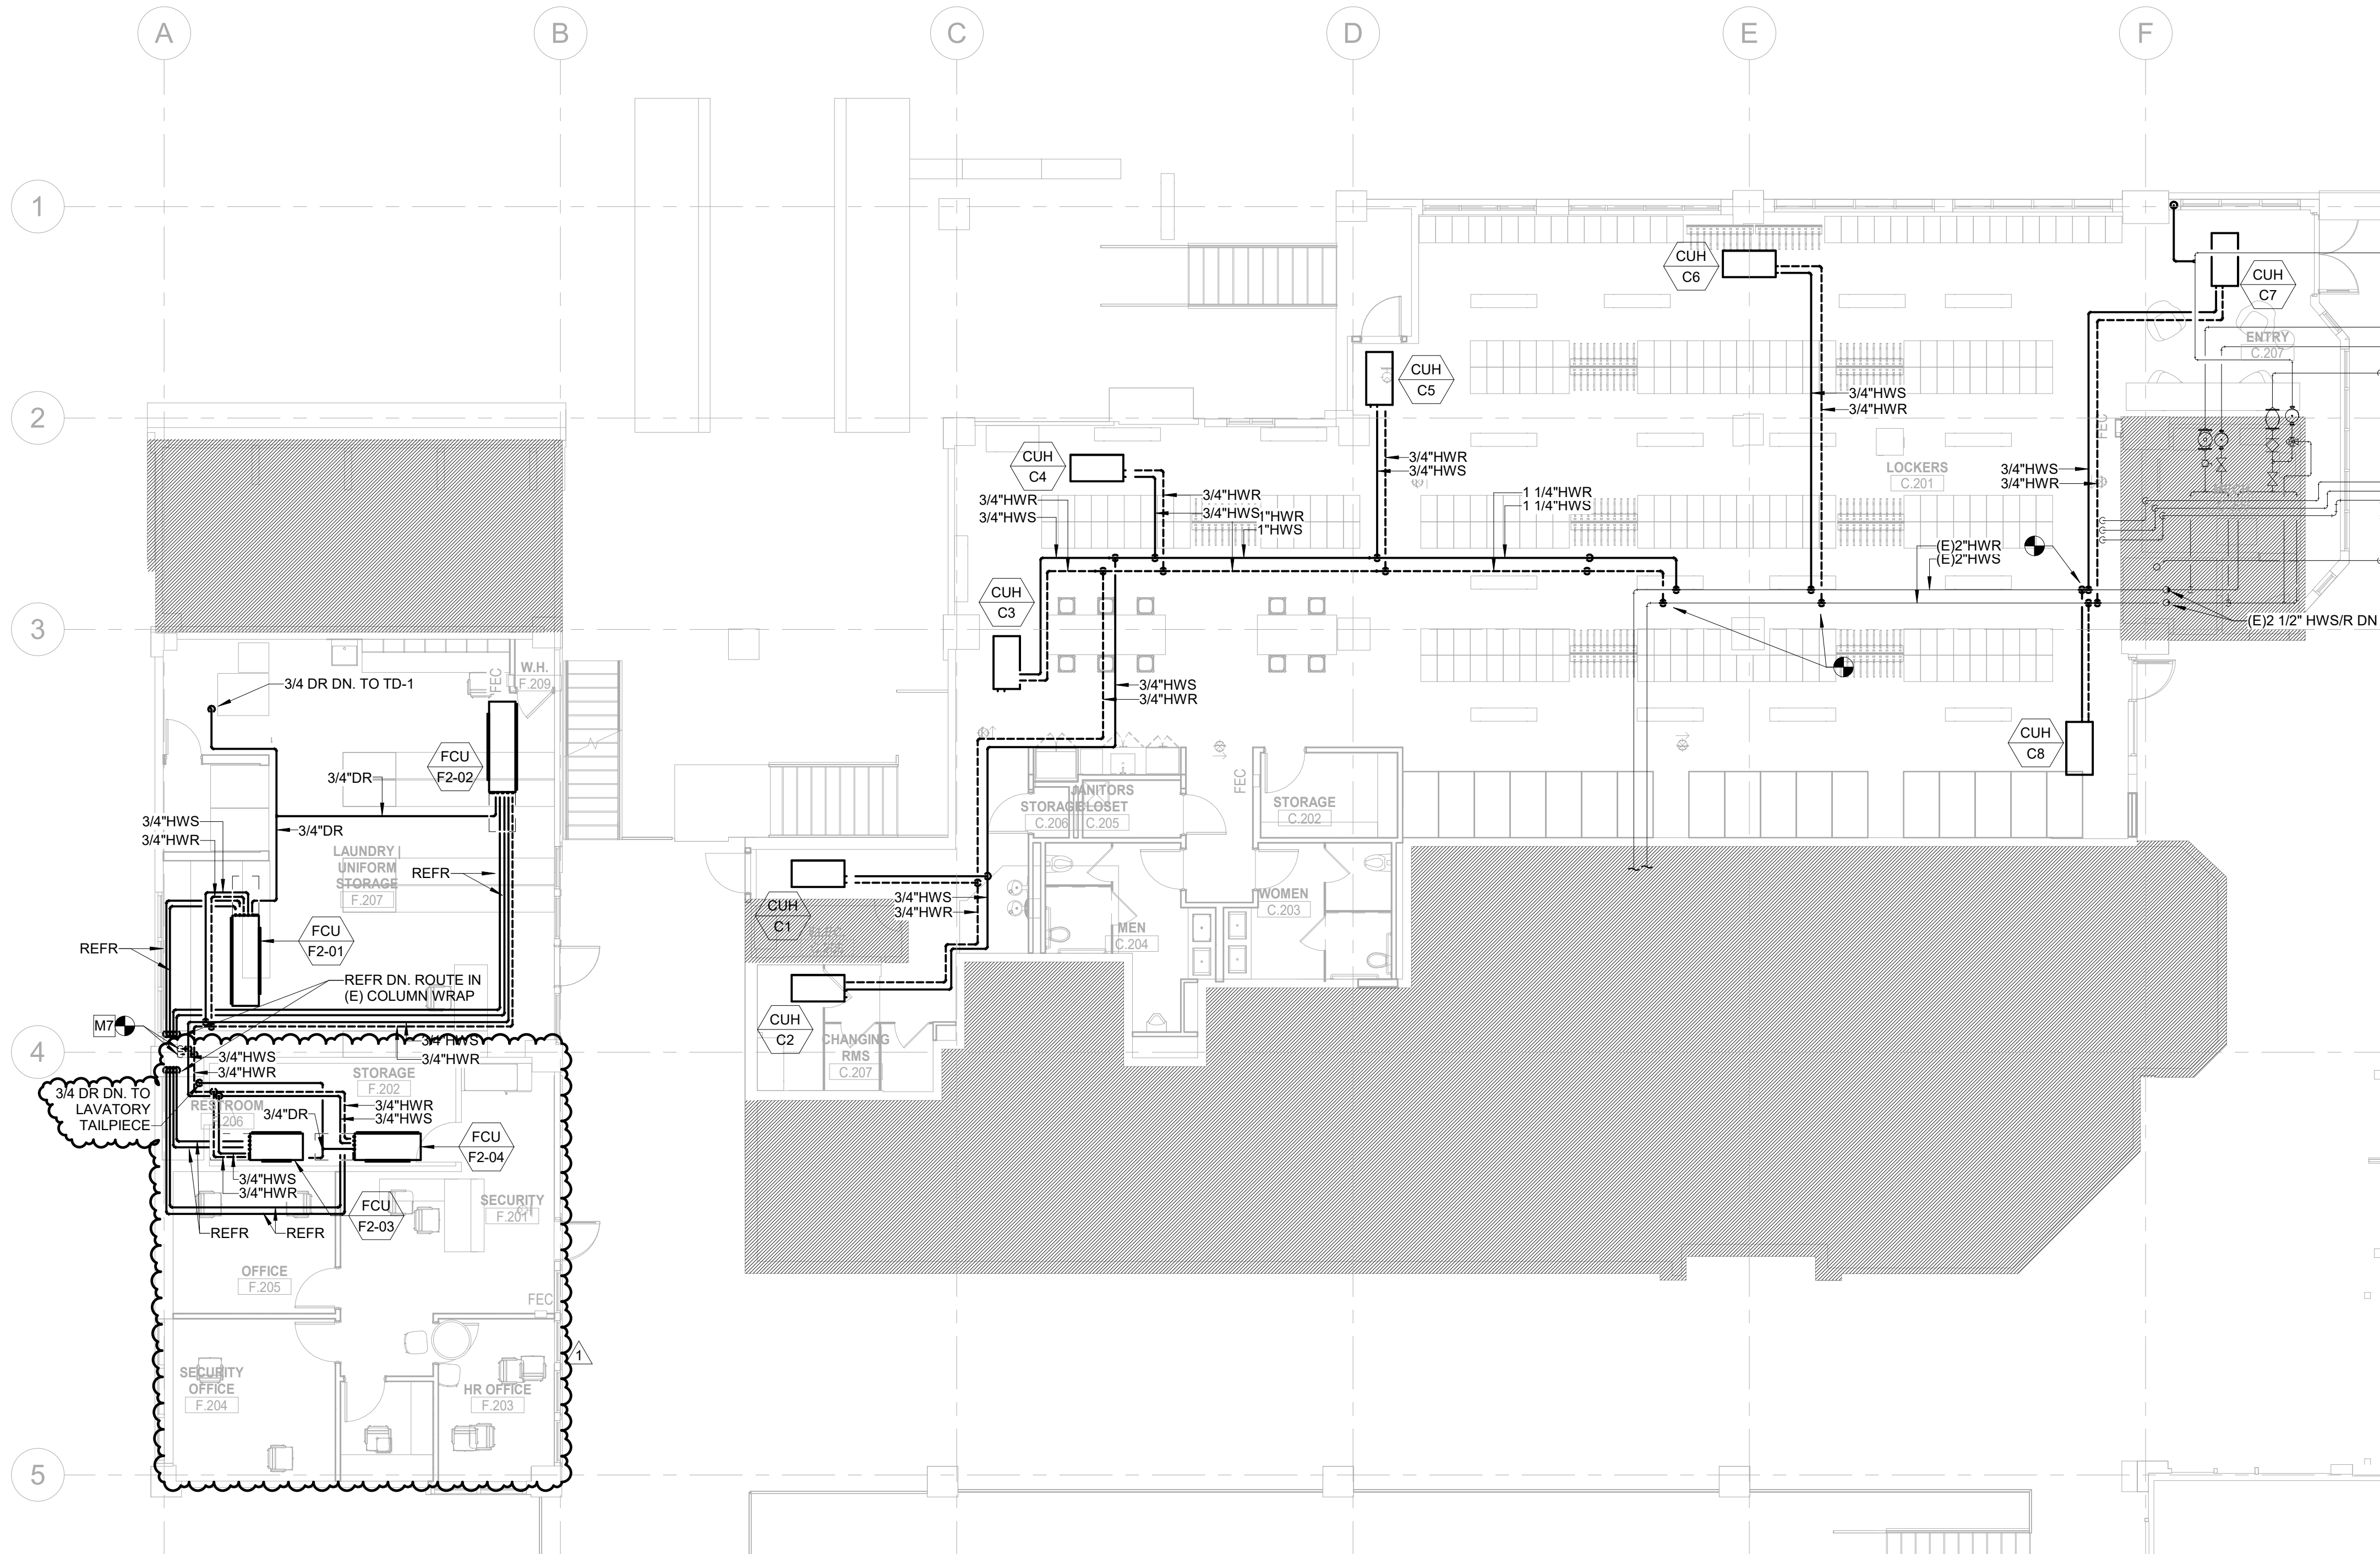 A
B
C
D
E
F
1
2
3
4
5
CUH
C6
CUH
C7
ENTRY
C.207
CUH
C5
3/4"HWS
3/4"HWR
FEC
CUH
C4
3/4"HWR
3/4"HWS
LOCKERS
C.201
3/4"HWS
3/4"HWR
3/4"HWR
3/4"HWS
3/4"HWR
3/4"HWS
1"HWR
1"HWS
1 1/4"HWR
1 1/4"HWS
(E)2"HWR
(E)2"HWS
CUH
C3
(E)2 1/2" HWS/R DN
3/4"HWS
3/4"HWR
W.H.
F.209
FEC
3/4 DR DN. TO TD-1
FCU
F2-02
3/4"DR
CUH
C8
FEC
JANITORS
CLOSET
C.205
STORAGE
C.206
STORAGE
C.202
3/4"HWS
3/4"HWR
3/4"DR
LAUNDRY |
UNIFORM
STORAGE
F.207
REFR
CUH
C1
3/4"HWS
3/4"HWR
WOMEN
C.203
MEN
C.204
FCU
F2-01
REFR
REFR DN. ROUTE IN
(E) COLUMN WRAP
M7
CUH
C2
CHANGING
RMS
C.207
3/4"HWS
3/4"HWR
3/4"HWS
3/4"HWR
STORAGE
F.202
3/4 DR DN. TO
LAVATORY
TAILPIECE
RESTROOM
F.206
3/4"DR
3/4"HWR
3/4"HWS
FCU
F2-04
3/4"HWS
3/4"HWR
FCU
F2-03
SECURITY
F.201
REFR
REFR
OFFICE
F.205
FEC
1
SECURITY
OFFICE
F.204
HR OFFICE
F.203